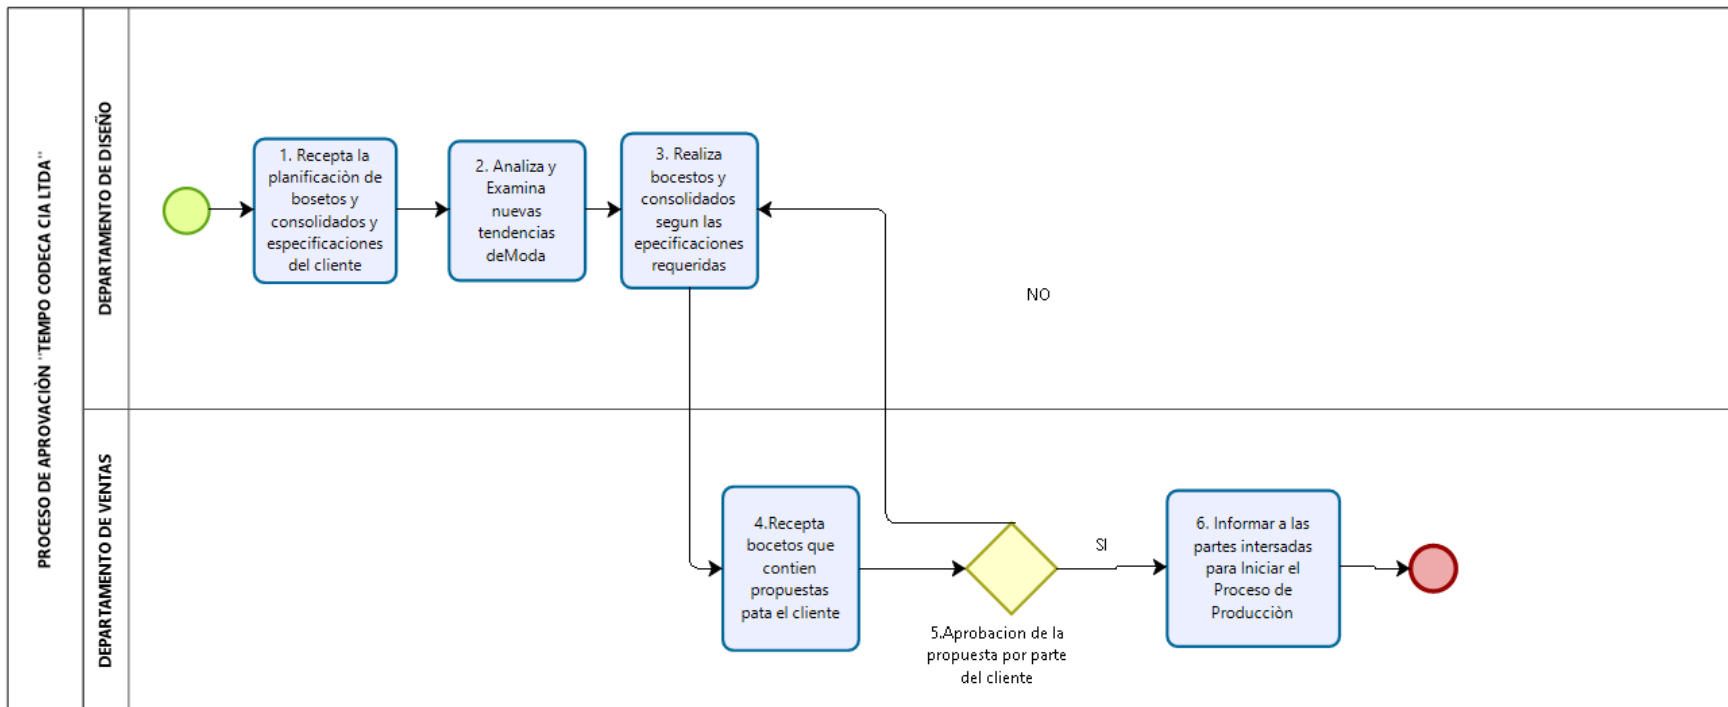 PROCESO DE APROVACIÒN "TEMPO CODECA CIA LTDA"
DEPARTAMENTO DE DISEÑO
1. Recepta la
planificaciòn de
bosetos y
consolidados y
especificaciones
del cliente
2. Analiza y
Examina
nuevas
tendencias
deModa
3. Realiza
bocestos y
consolidados
segun las
epecificaciones
requeridas
NO
DEPARTAMENTO DE VENTAS
4.Recepta
bocetos que
contien
propuestas
pata el cliente
5.Aprobacion de la
propuesta por parte
del cliente
SI
6. Informar a las
partes intersadas
para Iniciar el
Proceso de
Producciòn